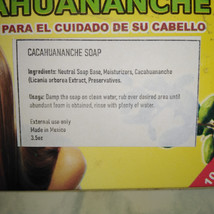 AHUANANCHE
PARA EL CUIDADO DE SU CABELLO
CACAHUANANCHE SOAP
Ingredients: Neutral Soap Base, Moisturizers, Cacahuananche
(Licania arborea Extract, Preservatives.
Usage: Damp the soap on clean water, rub over desired area until
abundant foam is obtained, rinse with plenty of water.
External use only
Made in Mexico
3.5oz